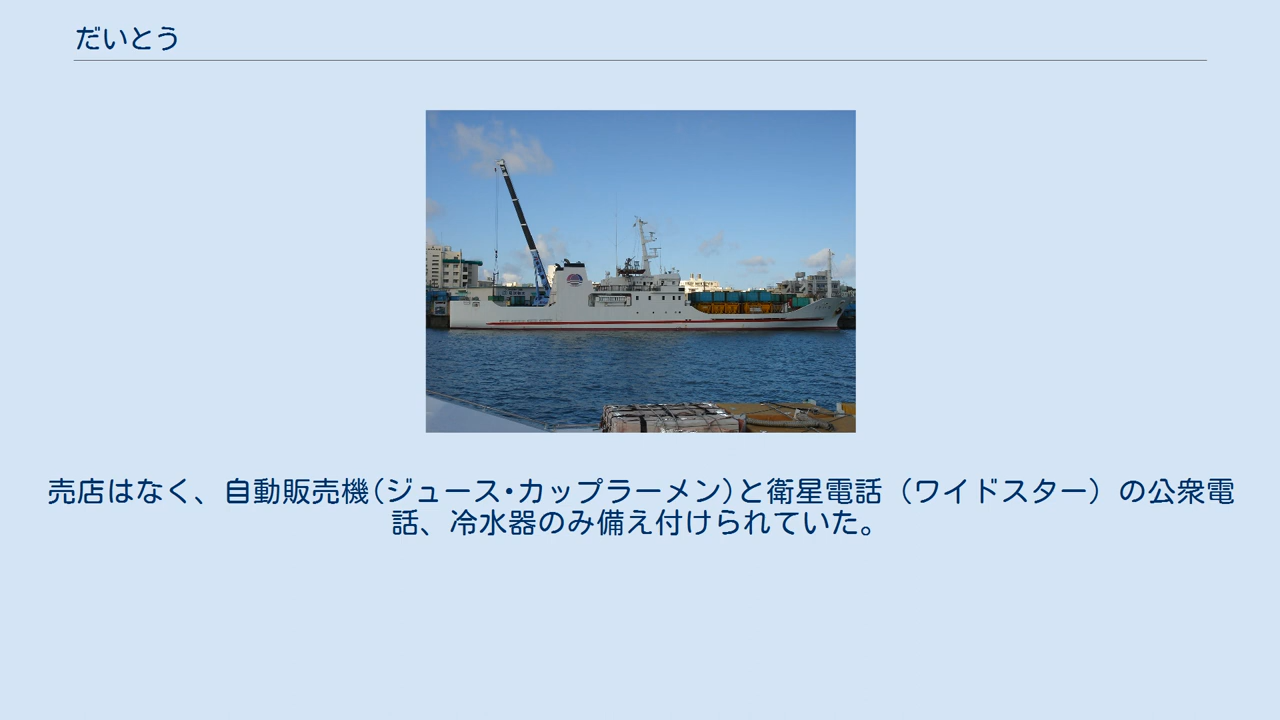 だいとう
売店はなく、自動販売機(ジュース･カップラーメン)と衛星電話（ワイドスター）の公衆電
話、冷水器のみ備え付けられていた。